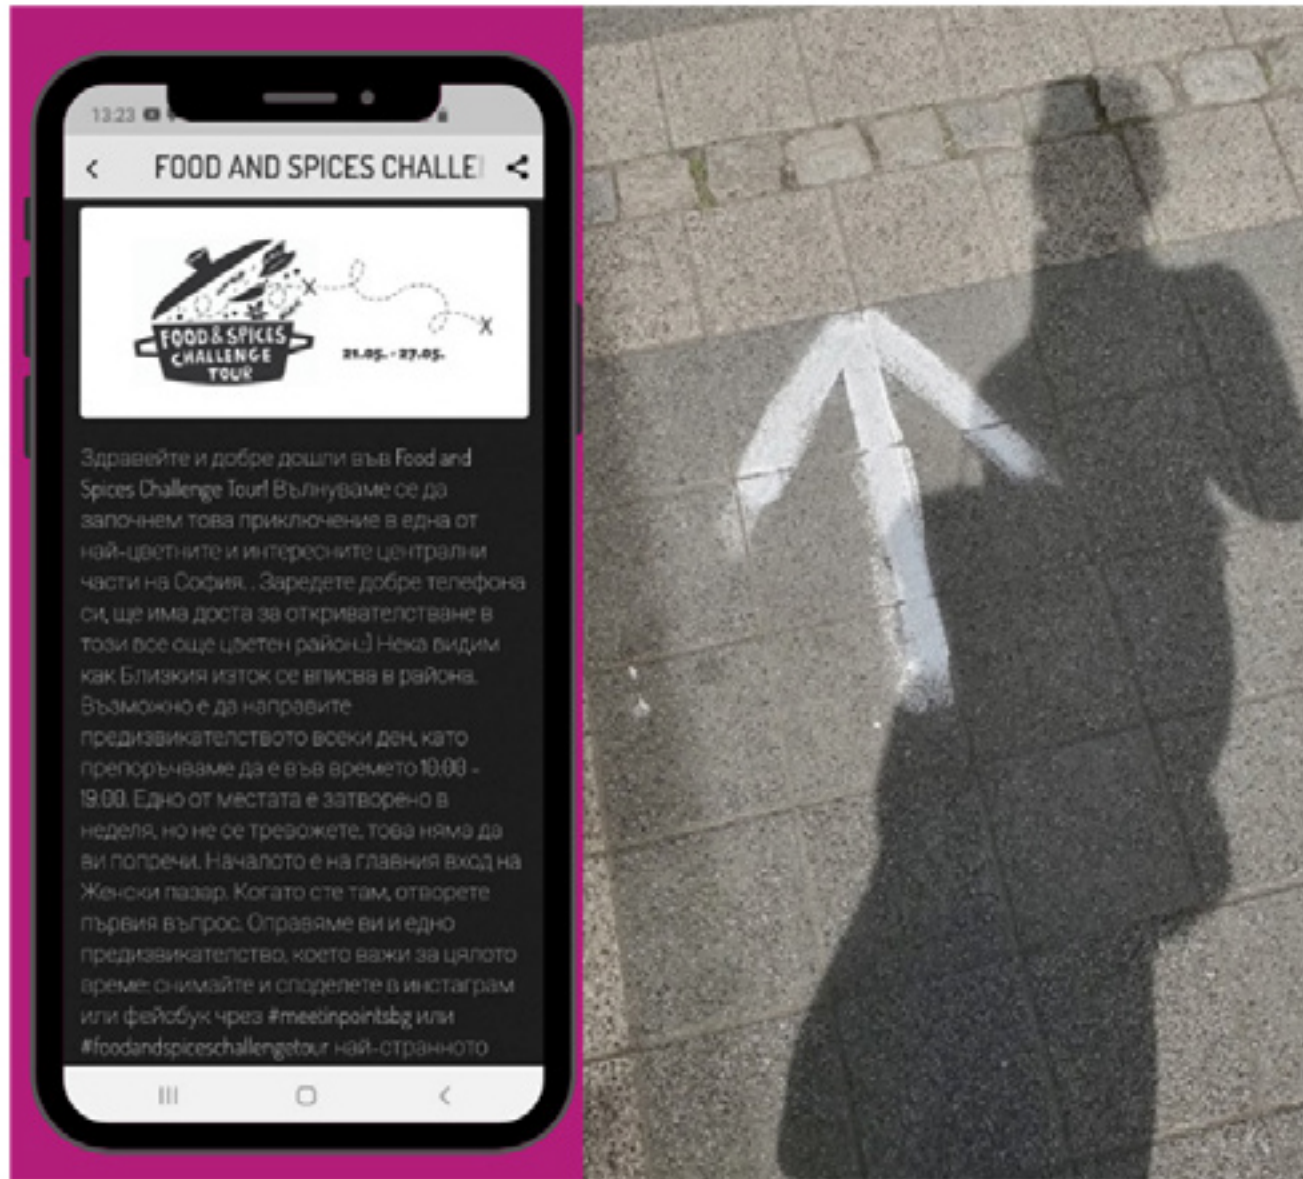 13:23
FOOD AND SPICES CHALLE
FOOD & SPICES
CHALLENGE
TOUR
21.05. - 27.05.
Здравейте и добре дошли във Food and
Spices Challenge Tour! Вълнуваме се да
започнем това приключение в една от
най-цветните и интересните централни
части на София. . Заредете добре телефона
си, ще има доста за откривателстване в
този все още цветен район:) Нека видим
как Близкия изток се вписва в района.
Възможно е да направите
предизвикателството всеки ден, като
препоръчваме да е във времето 10:00 -
19:00. Едно от местата е затворено в
неделя, но не се тревожете, това няма да
ви попречи. Началото е на главния вход на
Женски пазар. Когато сте там, отворете
първия въпрос. Оправяме ви и едно
предизвикателство, което важи за цялото
време: снимайте и споделете в инстаграм
или фейсбук чрез #meetinpointsbg или
#foodandspiceschallengetour най-странното